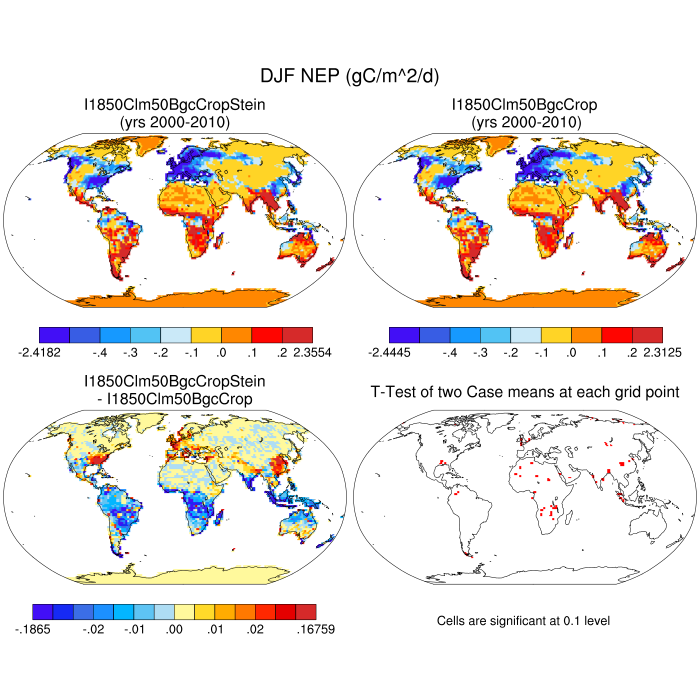 DJF NEP (gC/m^2/d)
I1850Clm50BgcCropStein
(yrs 2000-2010)
I1850Clm50BgcCrop
(yrs 2000-2010)
-2.4182 -.4 -.3 -.2 -.1 .0 .1 .2 2.3554
-2.4445 -.4 -.3 -.2 -.1 .0 .1 .2 2.3125
I1850Clm50BgcCropStein
- I1850Clm50BgcCrop
T-Test of two Case means at each grid point
-.1865 -.02 -.01 .00 .01 .02 .16759
Cells are significant at 0.1 level